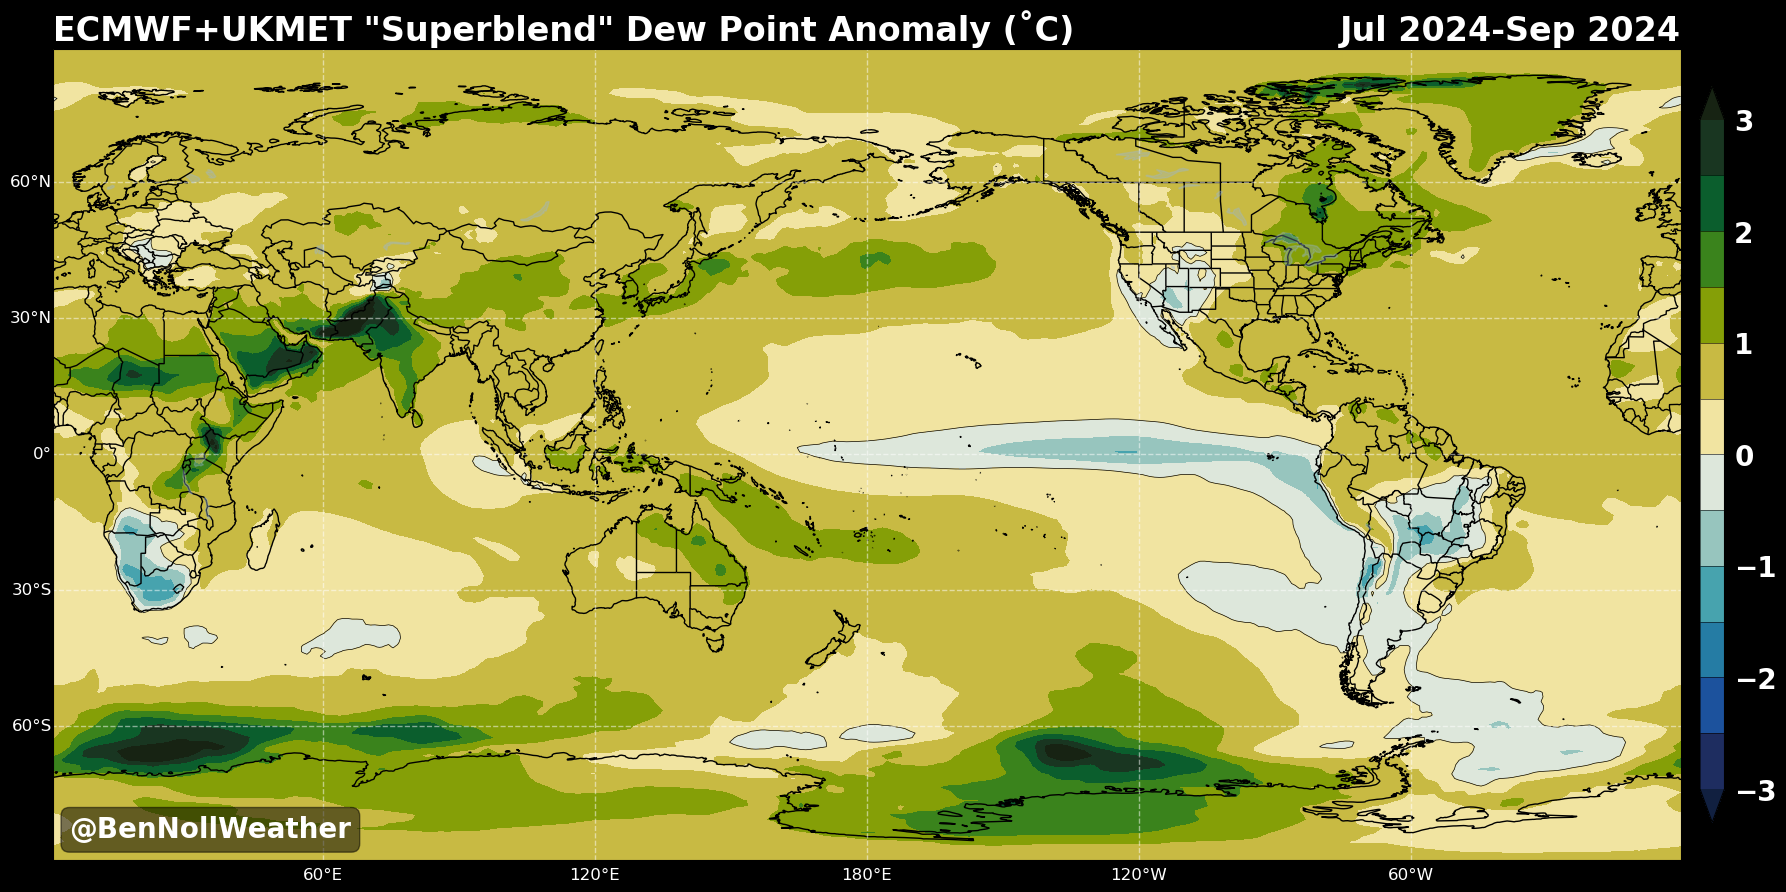 ECMWF+UKMET "Superblend" Dew Point Anomaly (˚C) Jul 2024-Sep 2024
3
2
1
0
−1
−2
−3
60°N
30°N
0°
30°S
60°S
@BenNollWeather
60°E 120°E 180°E 120°W 60°W